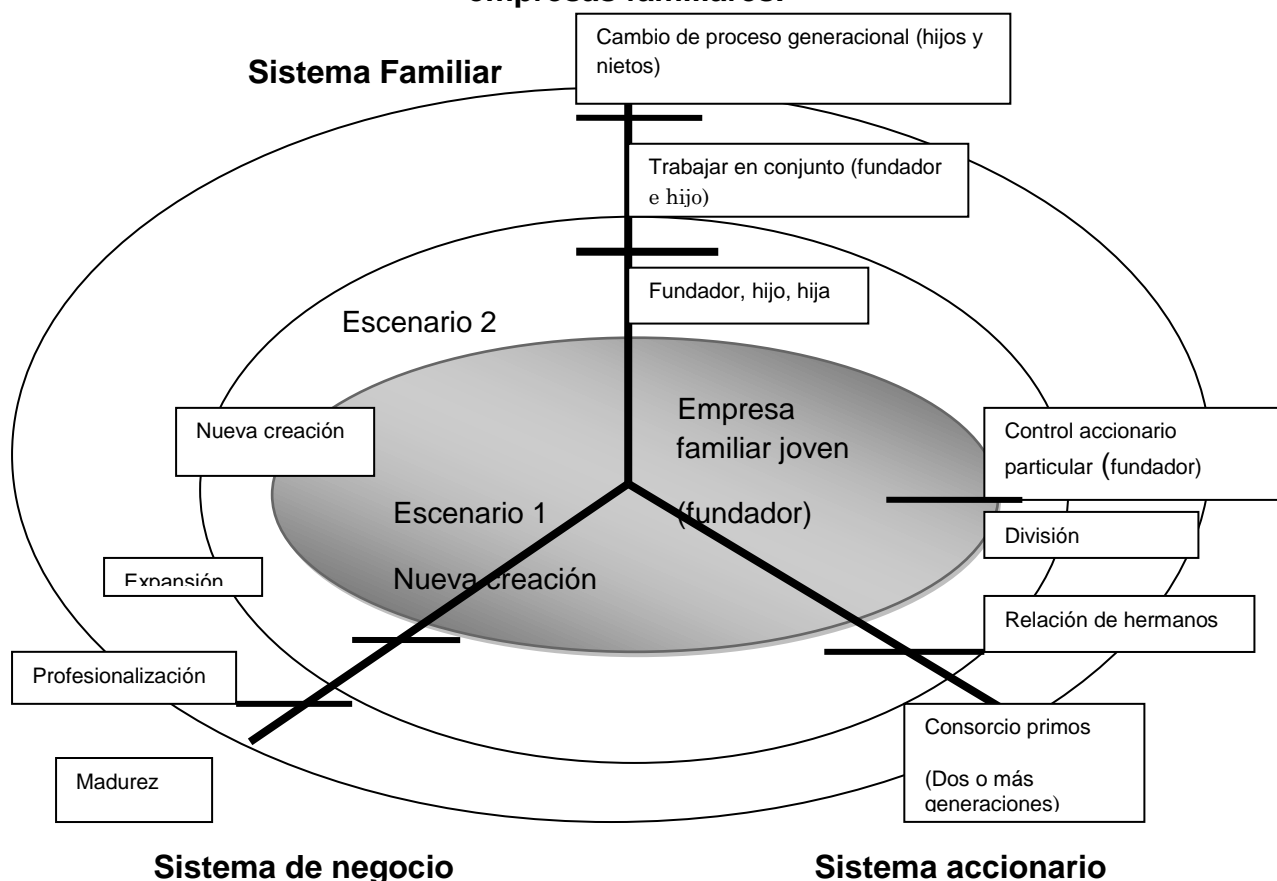 empresas familiares.
Cambio de proceso generacional (hijos y
nietos)
Sistema Familiar
Trabajar en conjunto (fundador
e hijo)
Fundador, hijo, hija
Escenario 2
Empresa
familiar joven
(fundador)
Nueva creación
Control accionario
particular (fundador)
Escenario 1
Nueva creación
División
Expansión
Relación de hermanos
Profesionalización
Consorcio primos
(Dos o más
generaciones)
Madurez
Sistema de negocio
Sistema accionario